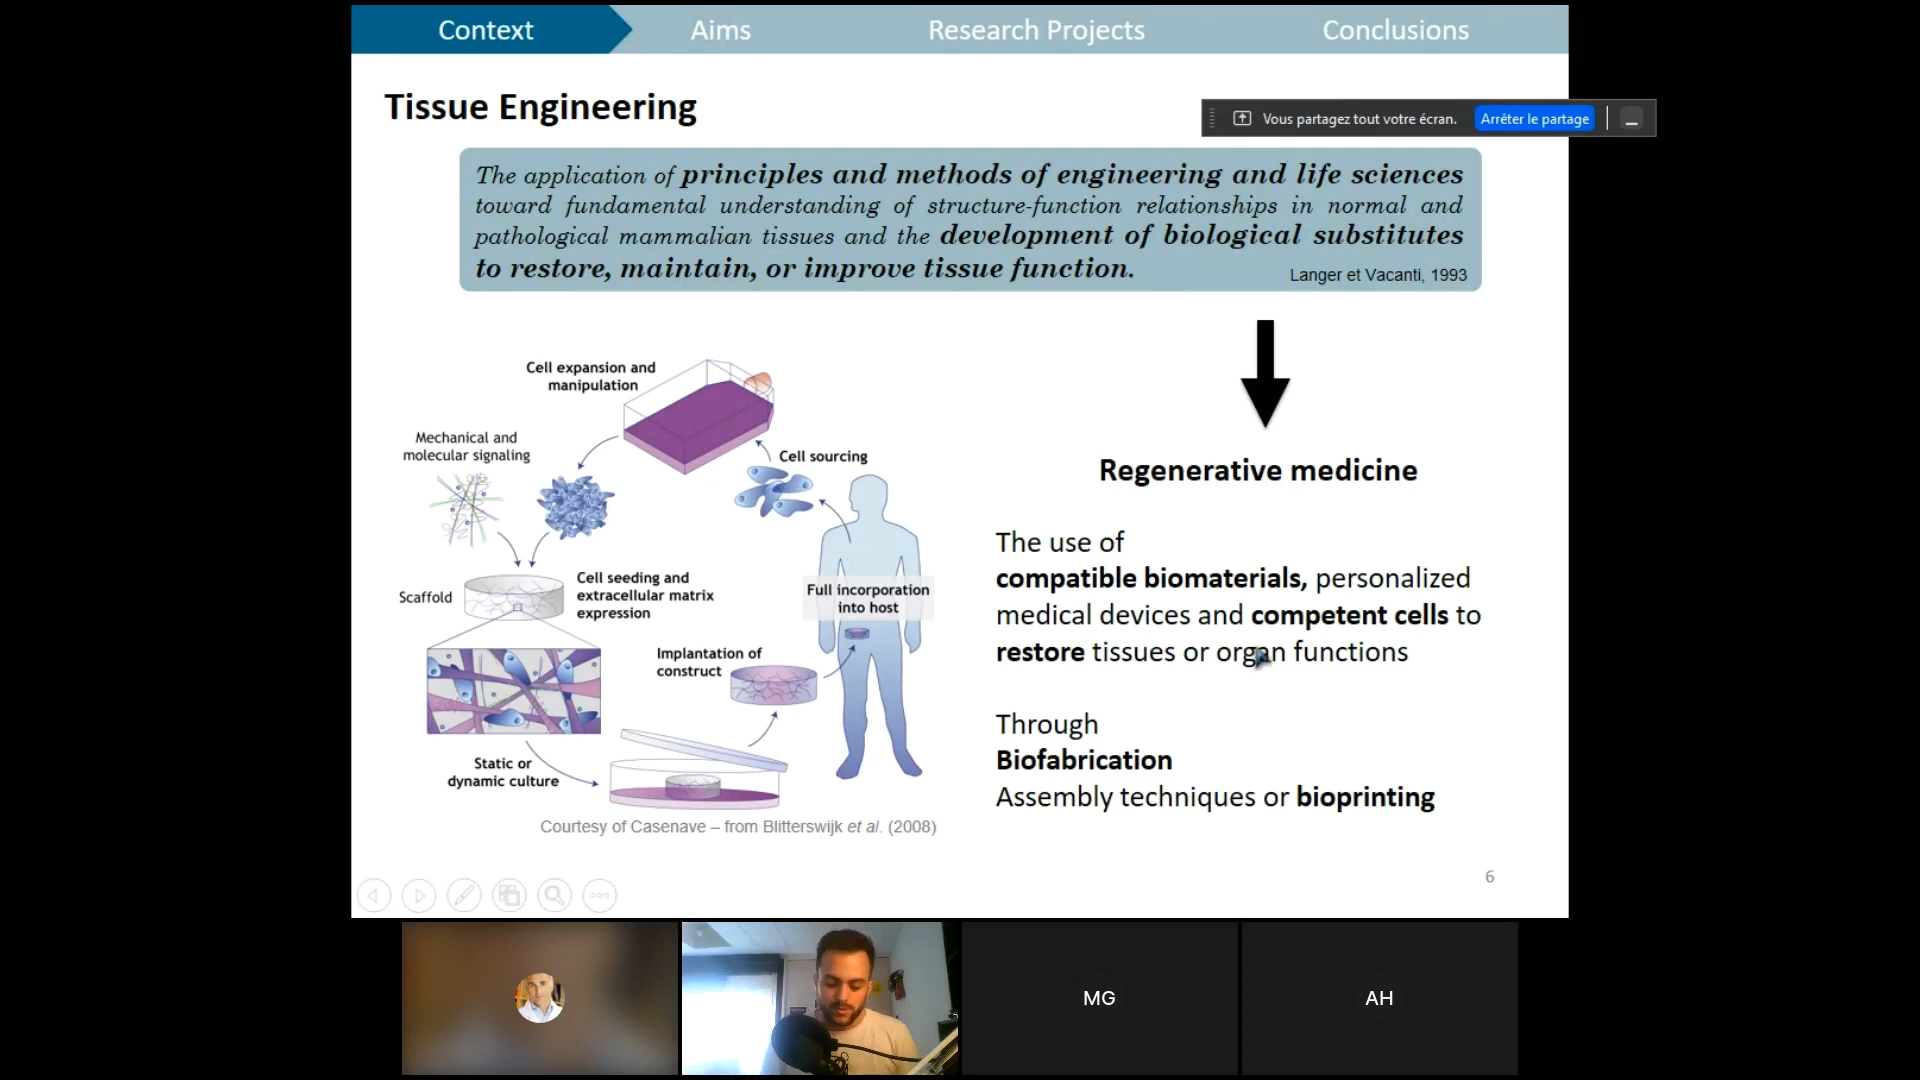 Context
Aims
Research Projects
Conclusions
Tissue Engineering
Vous partagez tout votre écran.
Arrêter le partage
The application of principles and methods of engineering and life sciences
toward fundamental understanding of structure-function relationships in normal and
pathological mammalian tissues and the development of biological substitutes
to restore, maintain, or improve tissue function.
Langer et Vacanti, 1993
Cell expansion and
manipulation
Mechanical and
molecular signaling
Cell sourcing
Scaffold
Cell seeding and
extracellular matrix
expression
Full incorporation
into host
Implantation of
construct
Static or
dynamic culture
Courtesy of Casenave – from Blitterswijk et al. (2008)
Regenerative medicine
The use of
compatible biomaterials, personalized
medical devices and competent cells to
restore tissues or organ functions
Through
Biofabrication
Assembly techniques or bioprinting
6
MG
AH